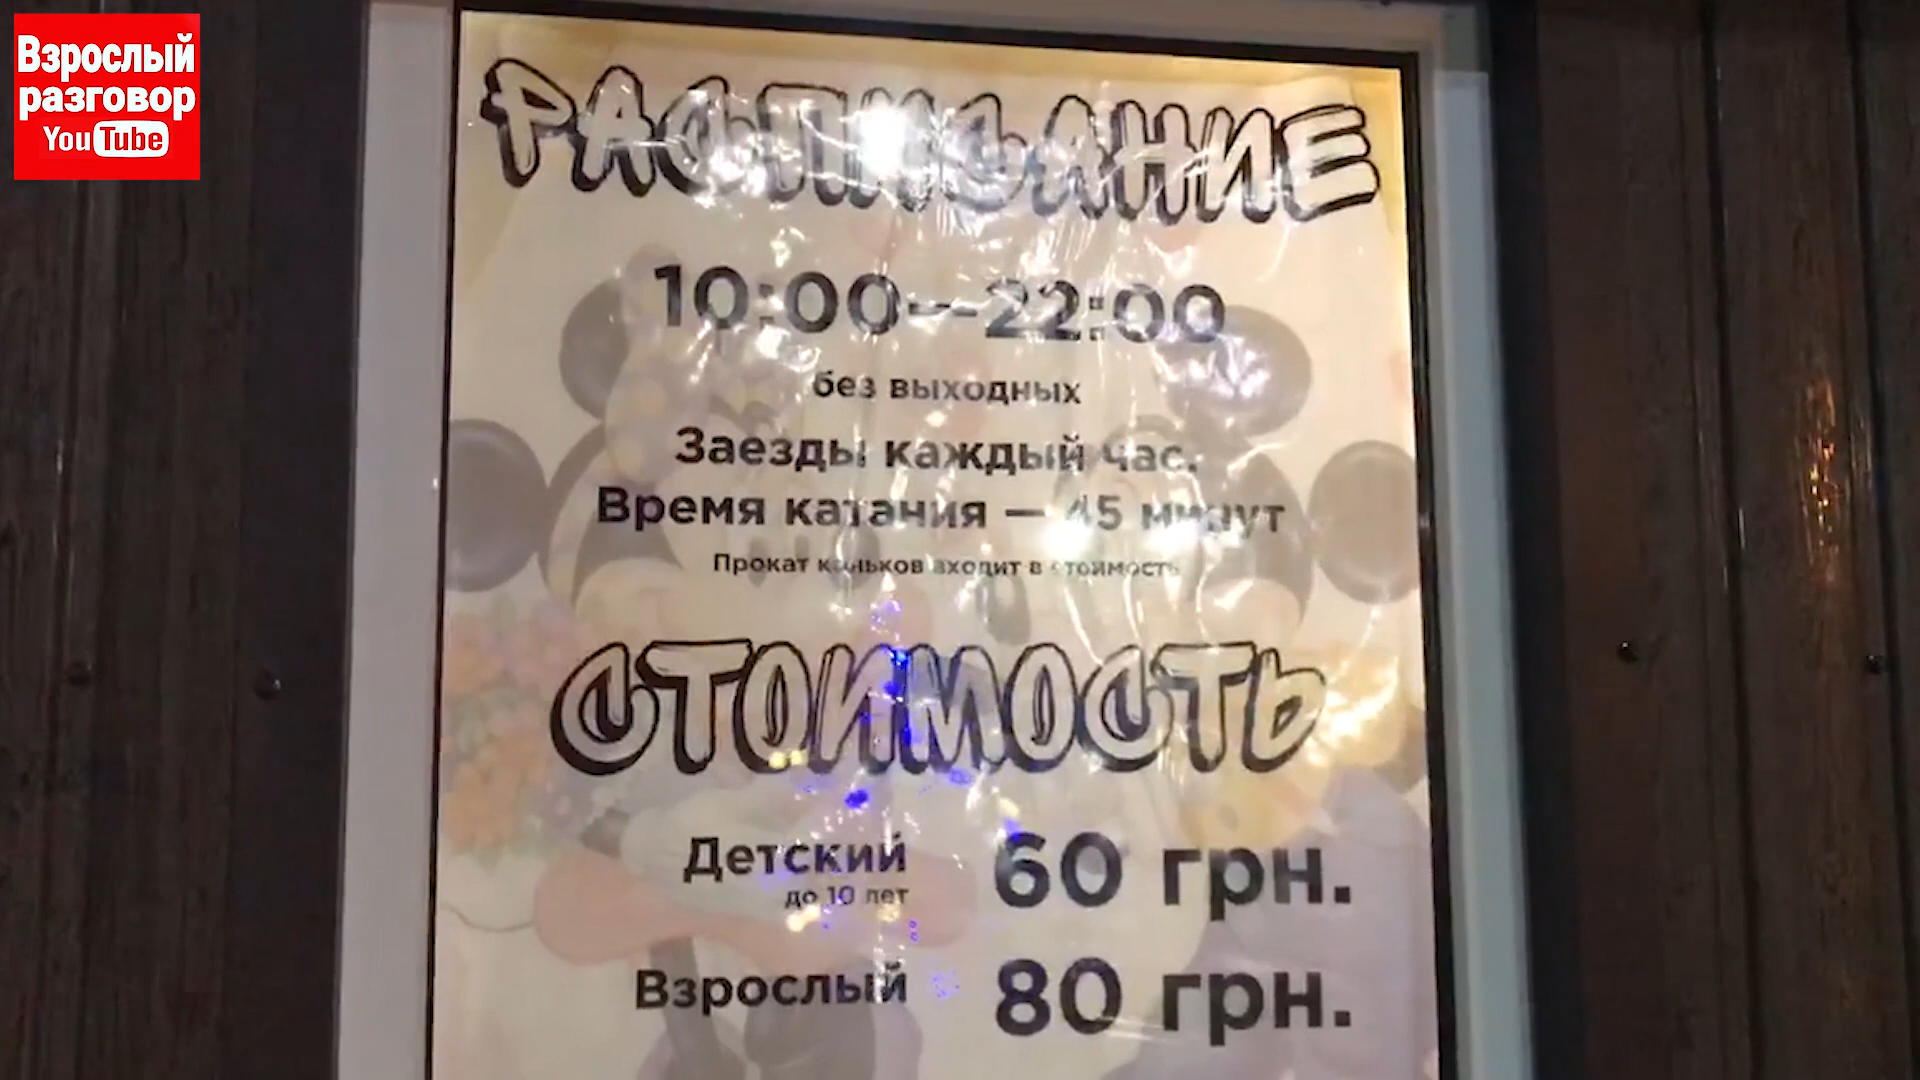 Взрослый
разговор
YouTube
РАСПИСАНИЕ
10:00—22:00
без выходных
Заезды каждый час.
Время катания — 45 минут
Прокат коньков входит в стоимость
СТОИМОСТЬ
Детский 60 грн.
до 10 лет
Взрослый 80 грн.